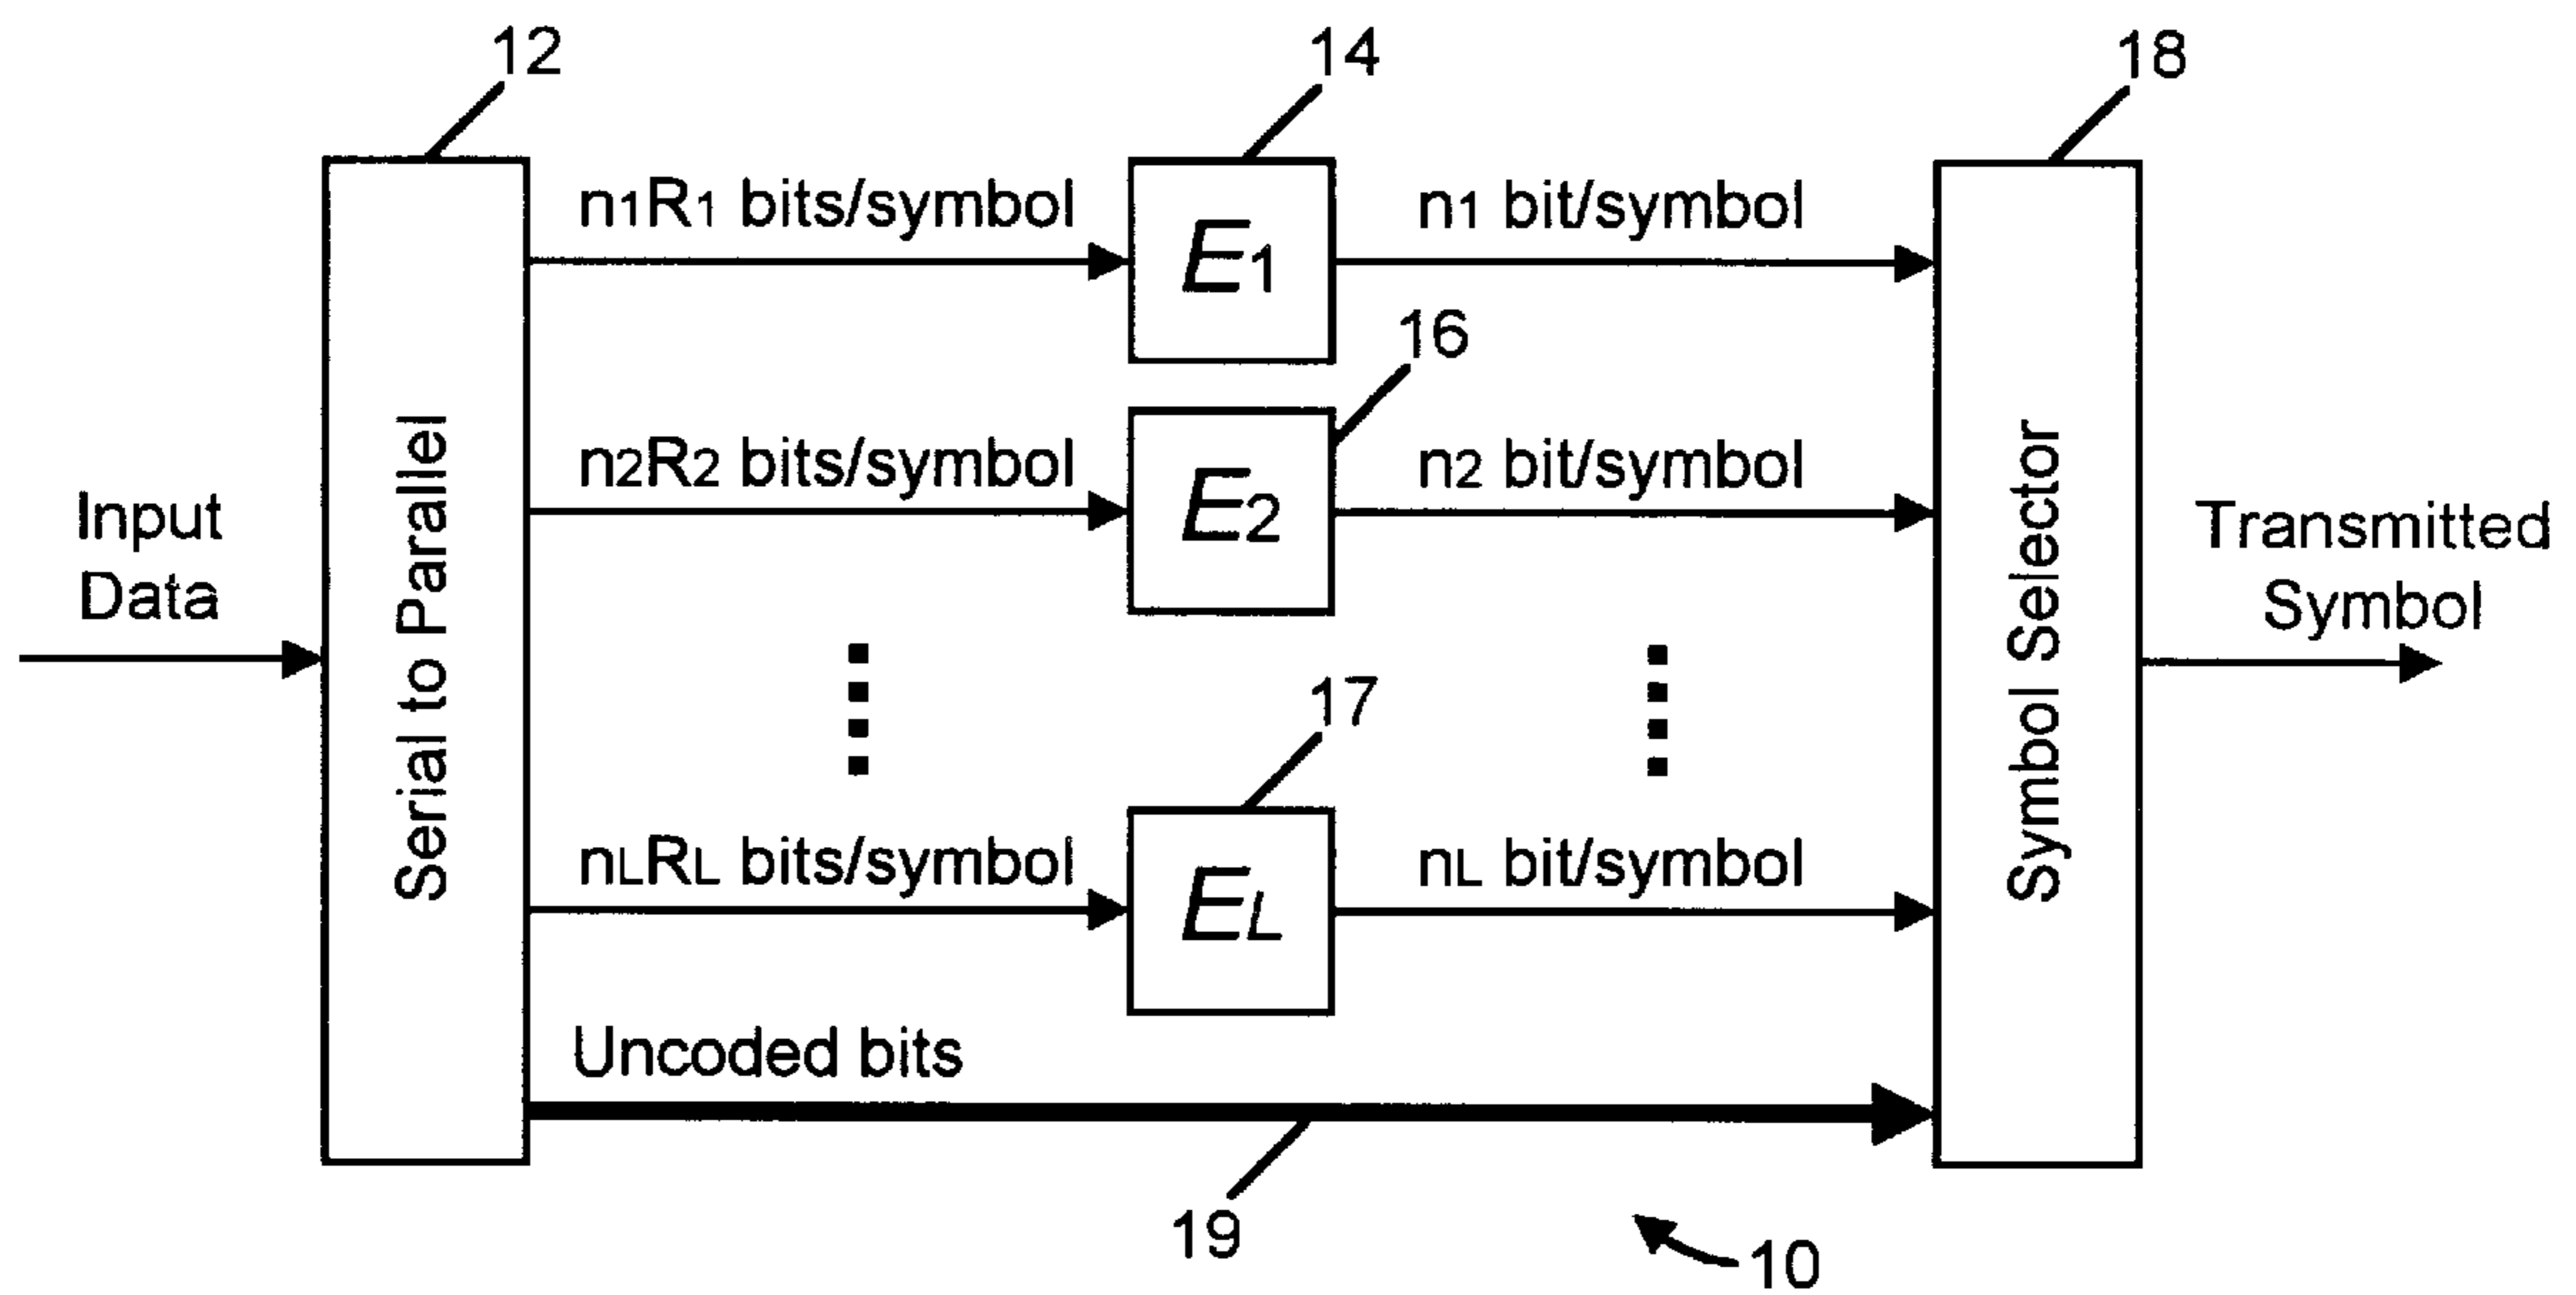 12
14
18
n1R1 bits/symbol
E1
n1 bit/symbol
16
n2R2 bits/symbol
E2
n2 bit/symbol
Input
Data
Serial to Parallel
Symbol Selector
Transmitted
Symbol
17
nLRL bits/symbol
EL
nL bit/symbol
Uncoded bits
19
10